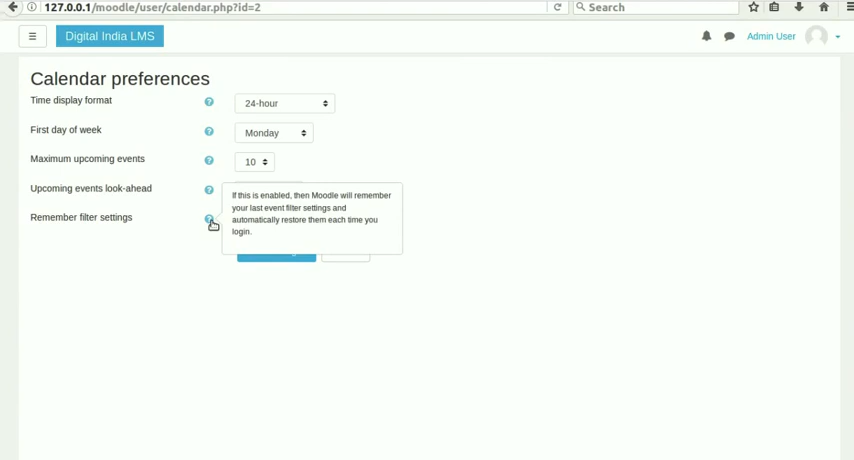 127.0.0.1/moodle/user/calendar.php?id=2
Search
Digital India LMS
Admin User
Calendar preferences
Time display format
24-hour
First day of week
Monday
Maximum upcoming events
10
Upcoming events look-ahead
Remember filter settings
If this is enabled, then Moodle will remember
your last event filter settings and
automatically restore them each time you
login.